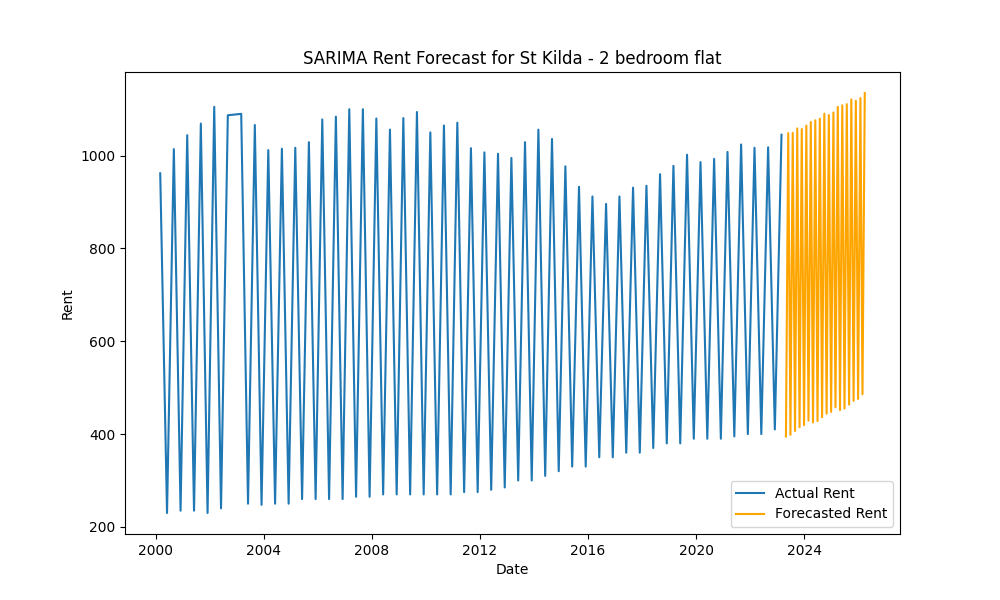 SARIMA Rent Forecast for St Kilda - 2 bedroom flat
1000
800
600
400
200
Rent
2000 2004 2008 2012 2016 2020 2024
Date
Actual Rent
Forecasted Rent